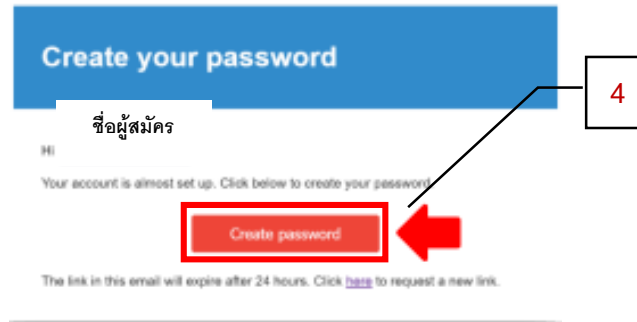 Create your password
4
ชื่อผู้สมัคร
Hi
Your account is almost set up. Click below to create your password.
Create password
The link in this email will expire after 24 hours. Click here to request a new link.